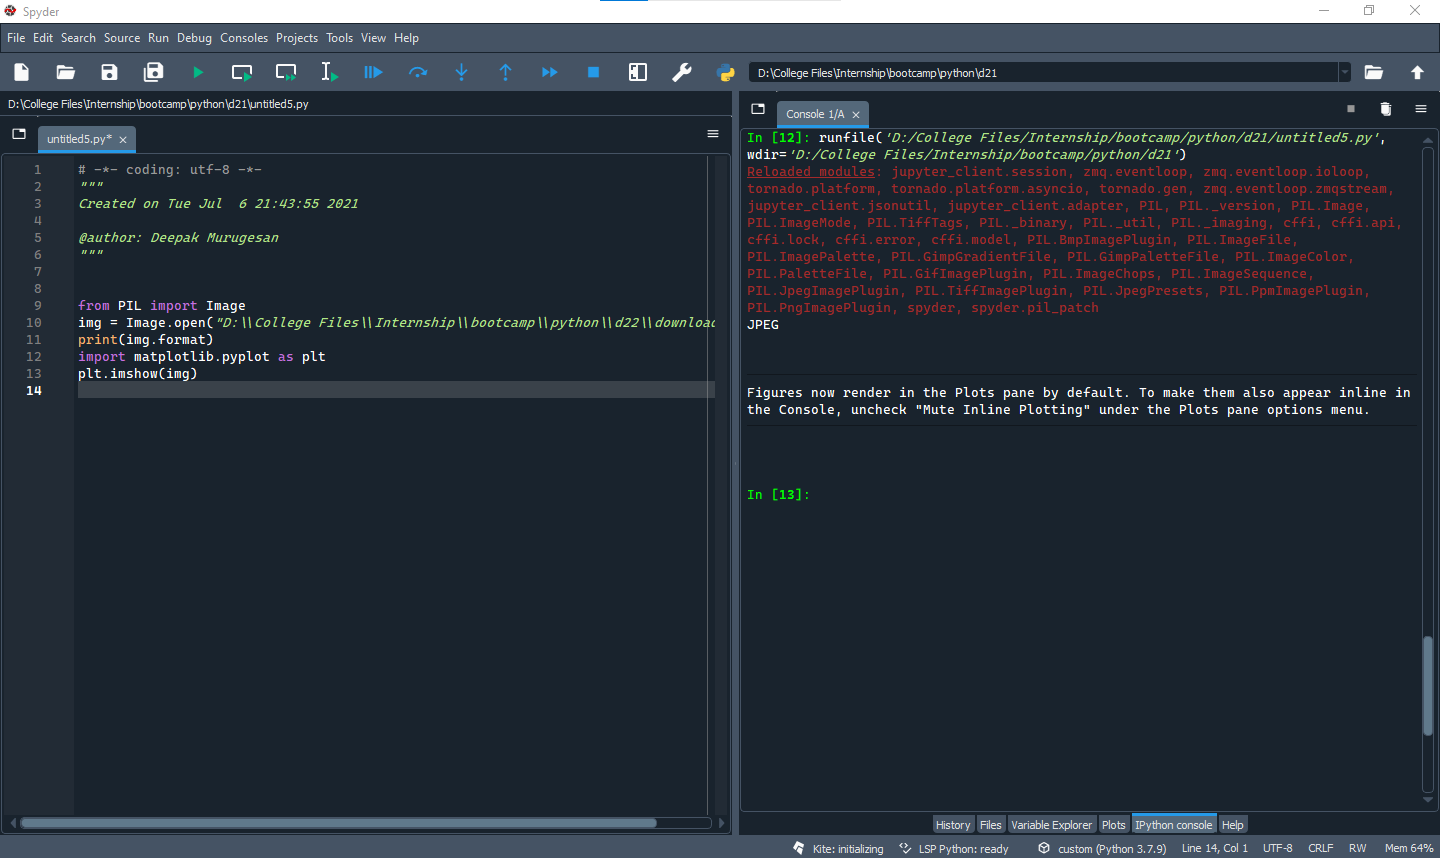 Spyder
File Edit Search Source Run Debug Consoles Projects Tools View Help
D:\College Files\Internship\bootcamp\python\d21
D:\College Files\Internship\bootcamp\python\d21\untitled5.py
untitled5.py*
1 # -*- coding: utf-8 -*-
2 """
3 Created on Tue Jul  6 21:43:55 2021
4
5 @author: Deepak Murugesan
6 """
7
8
9 from PIL import Image
10 img = Image.open("D:\\College Files\\Internship\\bootcamp\\python\\d22\\download
11 print(img.format)
12 import matplotlib.pyplot as plt
13 plt.imshow(img)
14
Console 1/A
In [12]: runfile('D:/College Files/Internship/bootcamp/python/d21/untitled5.py',
wdir='D:/College Files/Internship/bootcamp/python/d21')
Reloaded modules: jupyter_client.session, zmq.eventloop, zmq.eventloop.ioloop,
tornado.platform, tornado.platform.asyncio, tornado.gen, zmq.eventloop.zmqstream,
jupyter_client.jsonutil, jupyter_client.adapter, PIL, PIL._version, PIL.Image,
PIL.ImageMode, PIL.TiffTags, PIL._binary, PIL._util, PIL._imaging, cffi, cffi.api,
cffi.lock, cffi.error, cffi.model, PIL.BmpImagePlugin, PIL.ImageFile,
PIL.ImagePalette, PIL.GimpGradientFile, PIL.GimpPaletteFile, PIL.ImageColor,
PIL.PaletteFile, PIL.GifImagePlugin, PIL.ImageChops, PIL.ImageSequence,
PIL.JpegImagePlugin, PIL.TiffImagePlugin, PIL.JpegPresets, PIL.PpmImagePlugin,
PIL.PngImagePlugin, spyder, spyder.pil_patch
JPEG
Figures now render in the Plots pane by default. To make them also appear inline in
the Console, uncheck "Mute Inline Plotting" under the Plots pane options menu.
In [13]:
History Files Variable Explorer Plots IPython console Help
Kite: initializing LSP Python: ready custom (Python 3.7.9) Line 14, Col 1 UTF-8 CRLF RW Mem 64%